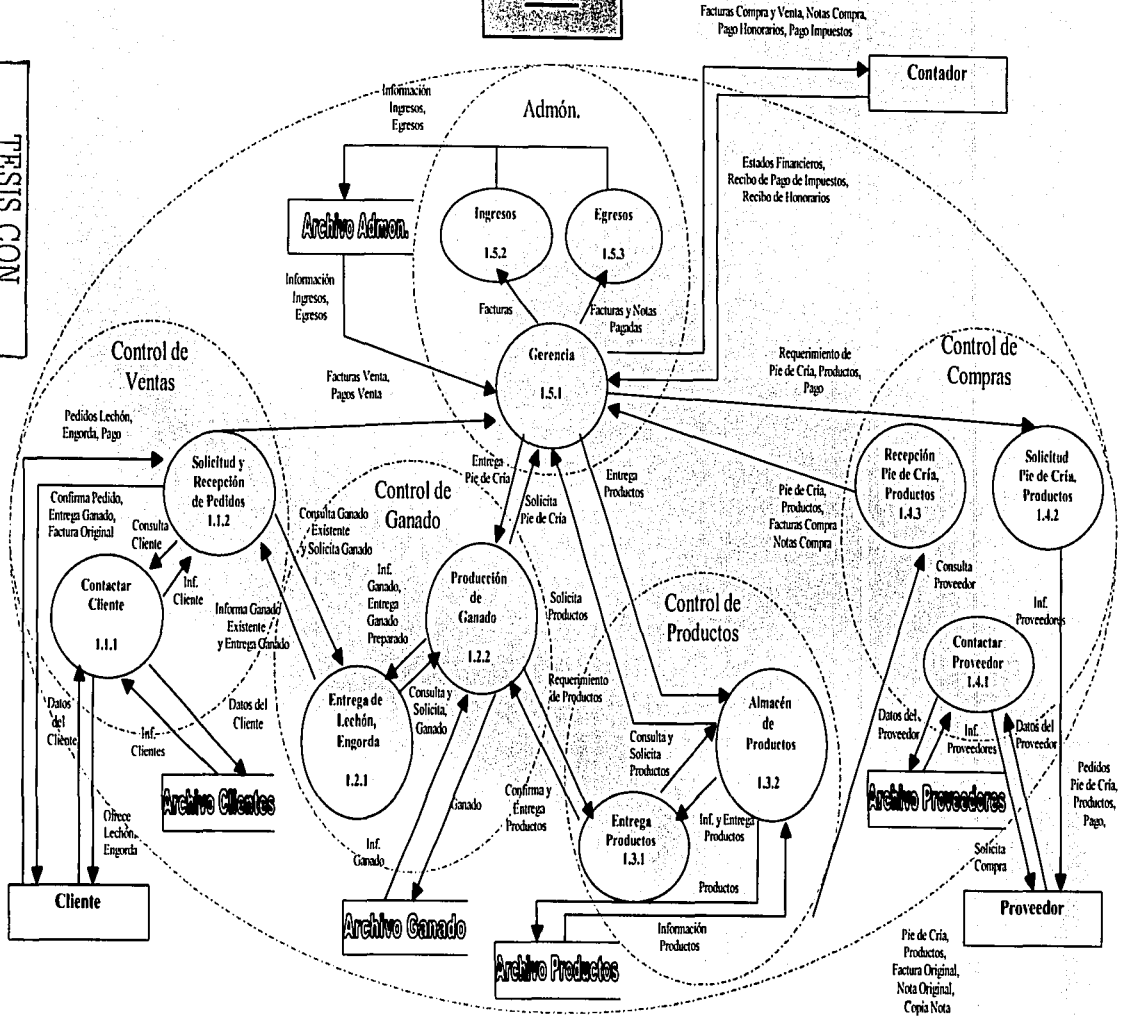 Facturas Compra y Venta, Notas Compra,
Pago Honorarios, Pago Impuestos
Contador
TESIS CON
Información
Ingresos,
Egresos
Admón.
Estados Financieros,
Recibo de Pago de Impuestos,
Recibo de Honorarios
Archivo Admon.
Ingresos
1.5.2
Egresos
1.5.3
Información
Ingresos,
Egresos
Facturas
Facturas y Notas
Pagadas
Gerencia
1.5.1
Control de
Ventas
Facturas Venta,
Pagos Venta
Requerimiento de
Pie de Cría, Productos,
Pago
Control de
Compras
Pedidos Lechón,
Engorda, Pago
Solicitud y
Recepción
de Pedidos
1.1.2
Confirma Pedido,
Entrega Ganado,
Factura Original
Consulta
Cliente
Inf.
Cliente
Contactar
Cliente
1.1.1
Control de
Ganado
Entrega
Pie de Cría
Solicita
Pie de Cría
Entrega
Productos
Recepción
Pie de Cría,
Productos
1.4.3
Solicitud
Pie de Cría,
Productos
1.4.2
Pie de Cría,
Productos,
Facturas Compra
Notas Compra
Consulta Ganado
Existente
y Solicita Ganado
Inf.
Ganado,
Entrega
Ganado
Preparado
Producción
de
Ganado
1.2.2
Solicita
Productos
Control de
Productos
Consulta
Proveedor
Inf.
Proveedores
Informa Ganado
Existente
y Entrega Ganado
Contactar
Proveedor
1.4.1
Entrega de
Lechón,
Engorda
1.2.1
Consulta y
Solicita,
Ganado
Requerimiento
de Productos
Almacén
de
Productos
1.3.2
Datos
del
Cliente
Inf.
Clientes
Datos del
Cliente
Consulta y
Solicita
Productos
Datos del
Proveedor
Inf.
Proveedores
Datos del
Proveedor
Archivo Clientes
Archivo Proveedores
Pedidos
Pie de Cría,
Productos,
Pago,
Ofrece
Lechón,
Engorda
Inf.
Ganado
Ganado
Confirma y
Entrega
Productos
Entrega
Productos
1.3.1
Inf. y Entrega
Productos
Solicita
Compra
Cliente
Productos
Proveedor
Archivo Ganado
Información
Productos
Archivo Productos
Pie de Cría,
Productos,
Factura Original,
Nota Original,
Copia Nota